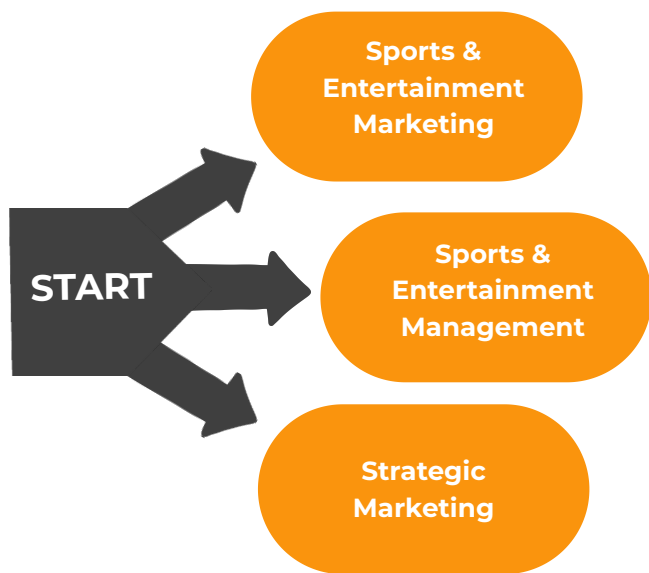 Sports &
Entertainment
Marketing
START
Sports &
Entertainment
Management
Strategic
Marketing